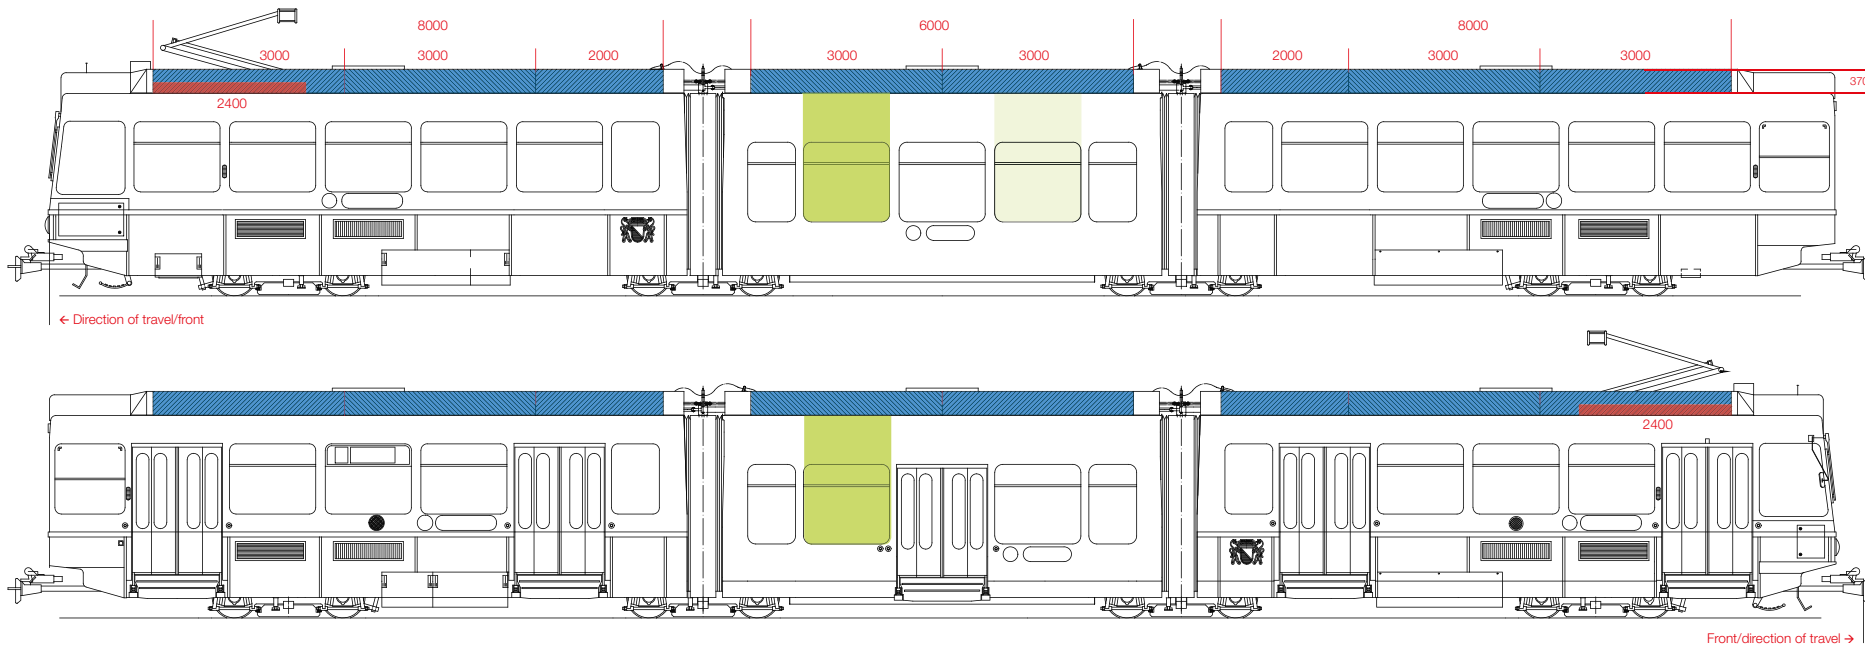 8000 6000 8000
3000 3000 2000 3000 3000 2000 3000 3000
370
2400
← Direction of travel/front
2400
Front/direction of travel →